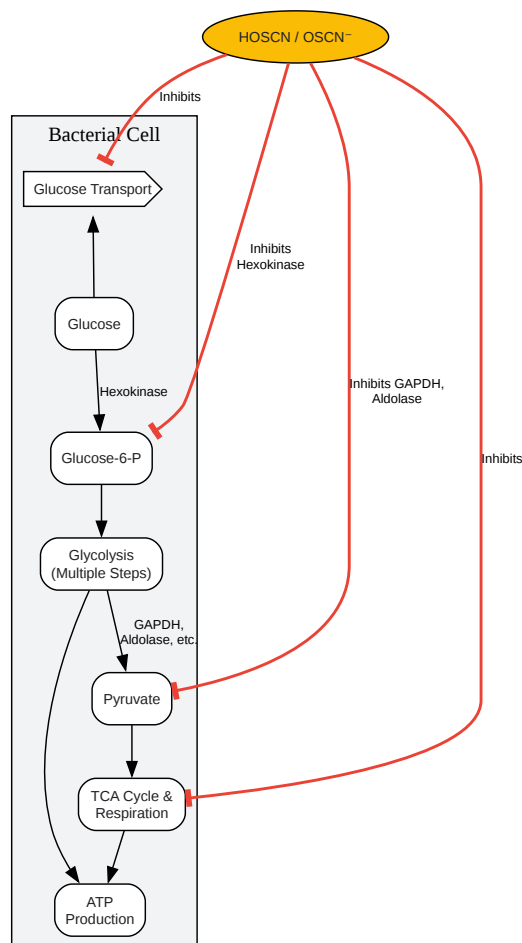 HOSCN / OSCN⁻
Inhibits
Bacterial Cell
Glucose Transport
Inhibits
Hexokinase
Glucose
Hexokinase
Inhibits GAPDH,
Aldolase
Glucose-6-P
Inhibits
Glycolysis
(Multiple Steps)
GAPDH,
Aldolase, etc.
Pyruvate
TCA Cycle &
Respiration
ATP
Production